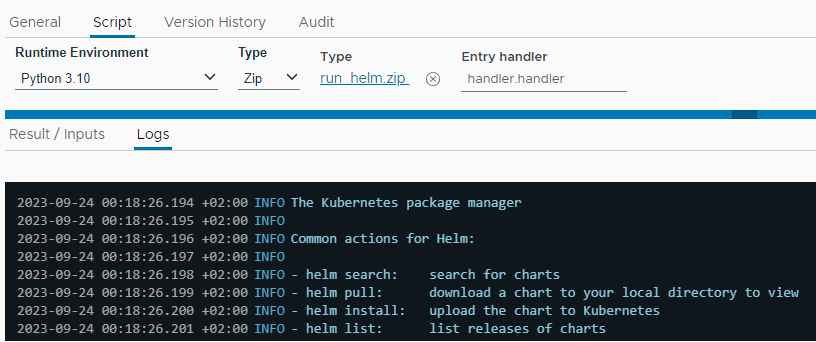 General Script Version History Audit
Runtime Environment Type Type Entry handler
Python 3.10 Zip run_helm.zip handler.handler
Result / Inputs Logs
2023-09-24 00:18:26.194 +02:00 INFO The Kubernetes package manager
2023-09-24 00:18:26.195 +02:00 INFO
2023-09-24 00:18:26.196 +02:00 INFO Common actions for Helm:
2023-09-24 00:18:26.197 +02:00 INFO
2023-09-24 00:18:26.198 +02:00 INFO - helm search:    search for charts
2023-09-24 00:18:26.199 +02:00 INFO - helm pull:      download a chart to your local directory to view
2023-09-24 00:18:26.200 +02:00 INFO - helm install:   upload the chart to Kubernetes
2023-09-24 00:18:26.201 +02:00 INFO - helm list:      list releases of charts